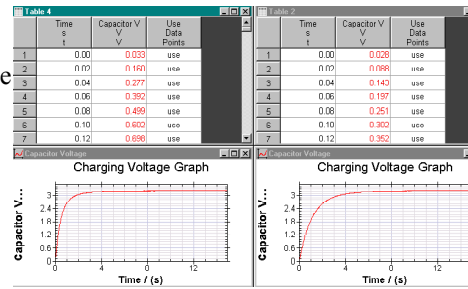 Table 4
Time s t
Capacitor V V V
Use Data Points
1 0.00 0.033 use
2 0.02 0.160 use
3 0.04 0.277 use
4 0.06 0.392 use
5 0.08 0.499 use
6 0.10 0.602 use
7 0.12 0.698 use
e
Table 2
Time s t
Capacitor V V V
Use Data Points
1 0.00 0.028 use
2 0.02 0.088 use
3 0.04 0.143 use
4 0.06 0.197 use
5 0.08 0.251 use
6 0.10 0.302 use
7 0.12 0.352 use
Capacitor Voltage
Charging Voltage Graph
Capacitor V...
3
2.4
1.8
1.2
0.6
0
0 4 8 12
Time / (s)
Capacitor Voltage
Charging Voltage Graph
Capacitor V...
3
2.4
1.8
1.2
0.6
0
0 4 8 12
Time / (s)